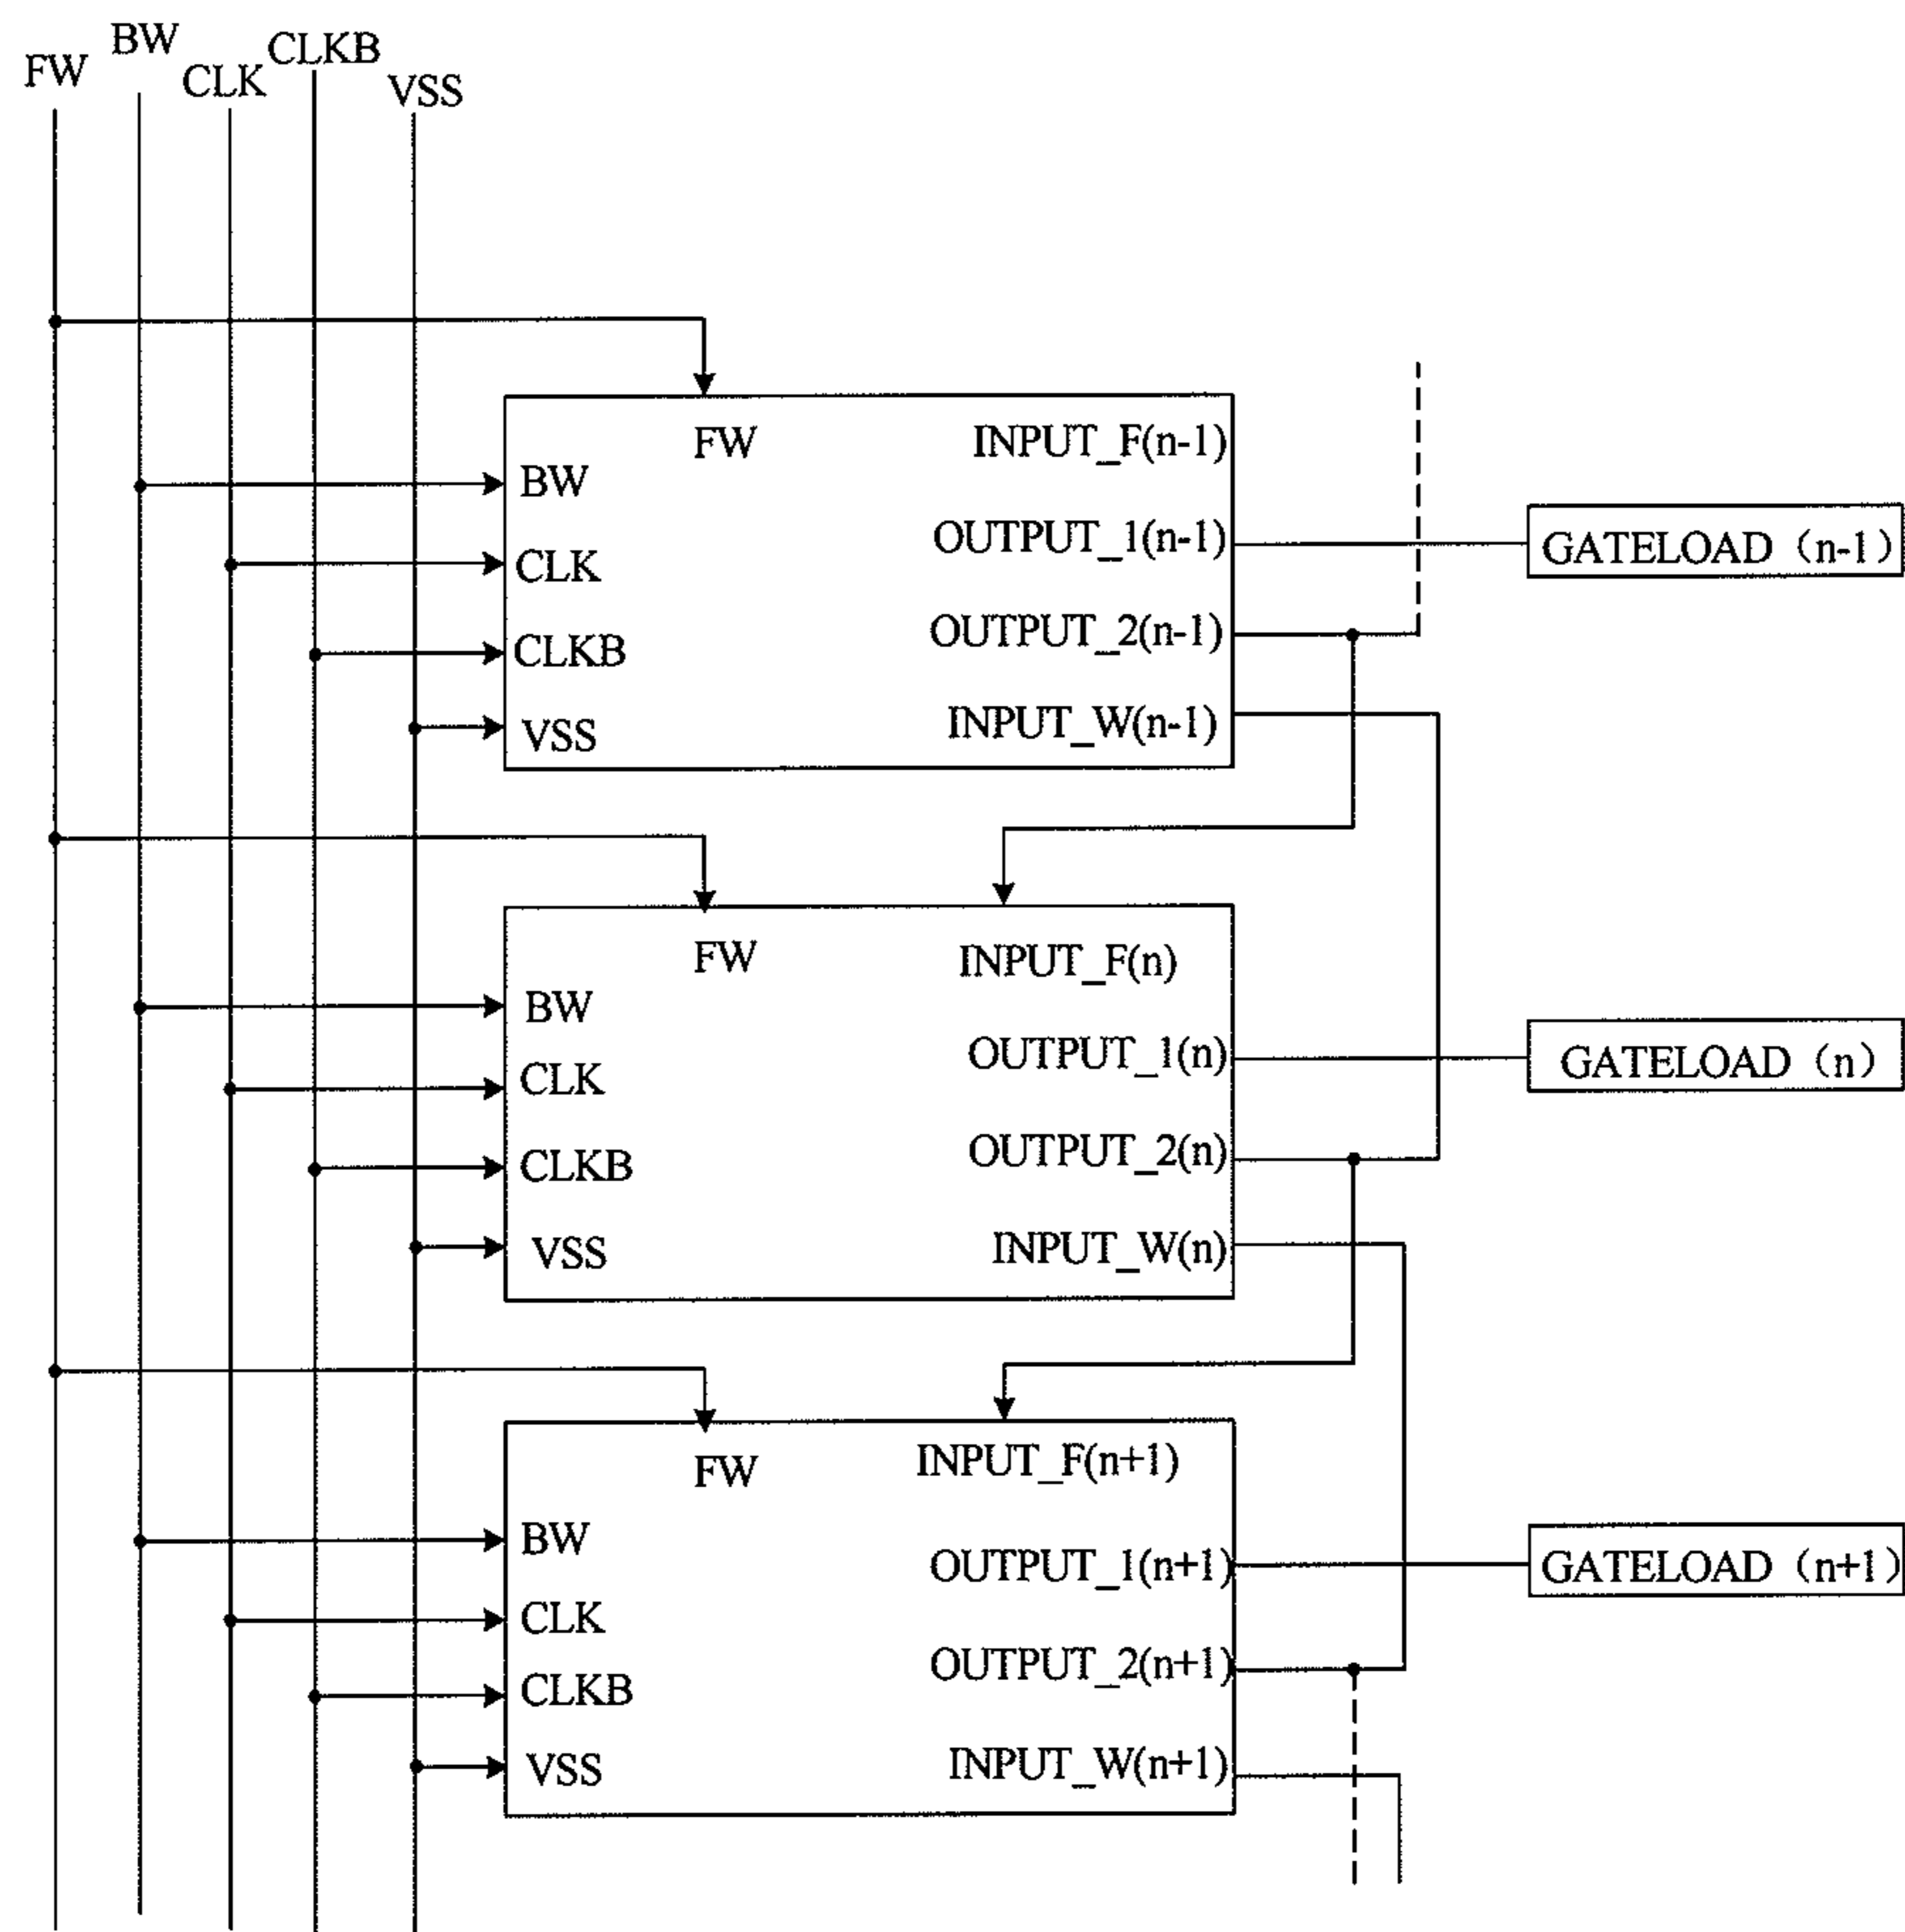 FW
BW
CLK
CLKB
VSS
FW
INPUT_F(n-1)
BW
OUTPUT_1(n-1)
GATELOAD（n-1）
CLK
OUTPUT_2(n-1)
CLKB
INPUT_W(n-1)
VSS
FW
INPUT_F(n)
BW
OUTPUT_1(n)
GATELOAD（n）
CLK
OUTPUT_2(n)
CLKB
INPUT_W(n)
VSS
FW
INPUT_F(n+1)
BW
OUTPUT_1(n+1)
GATELOAD（n+1）
CLK
OUTPUT_2(n+1)
CLKB
INPUT_W(n+1)
VSS